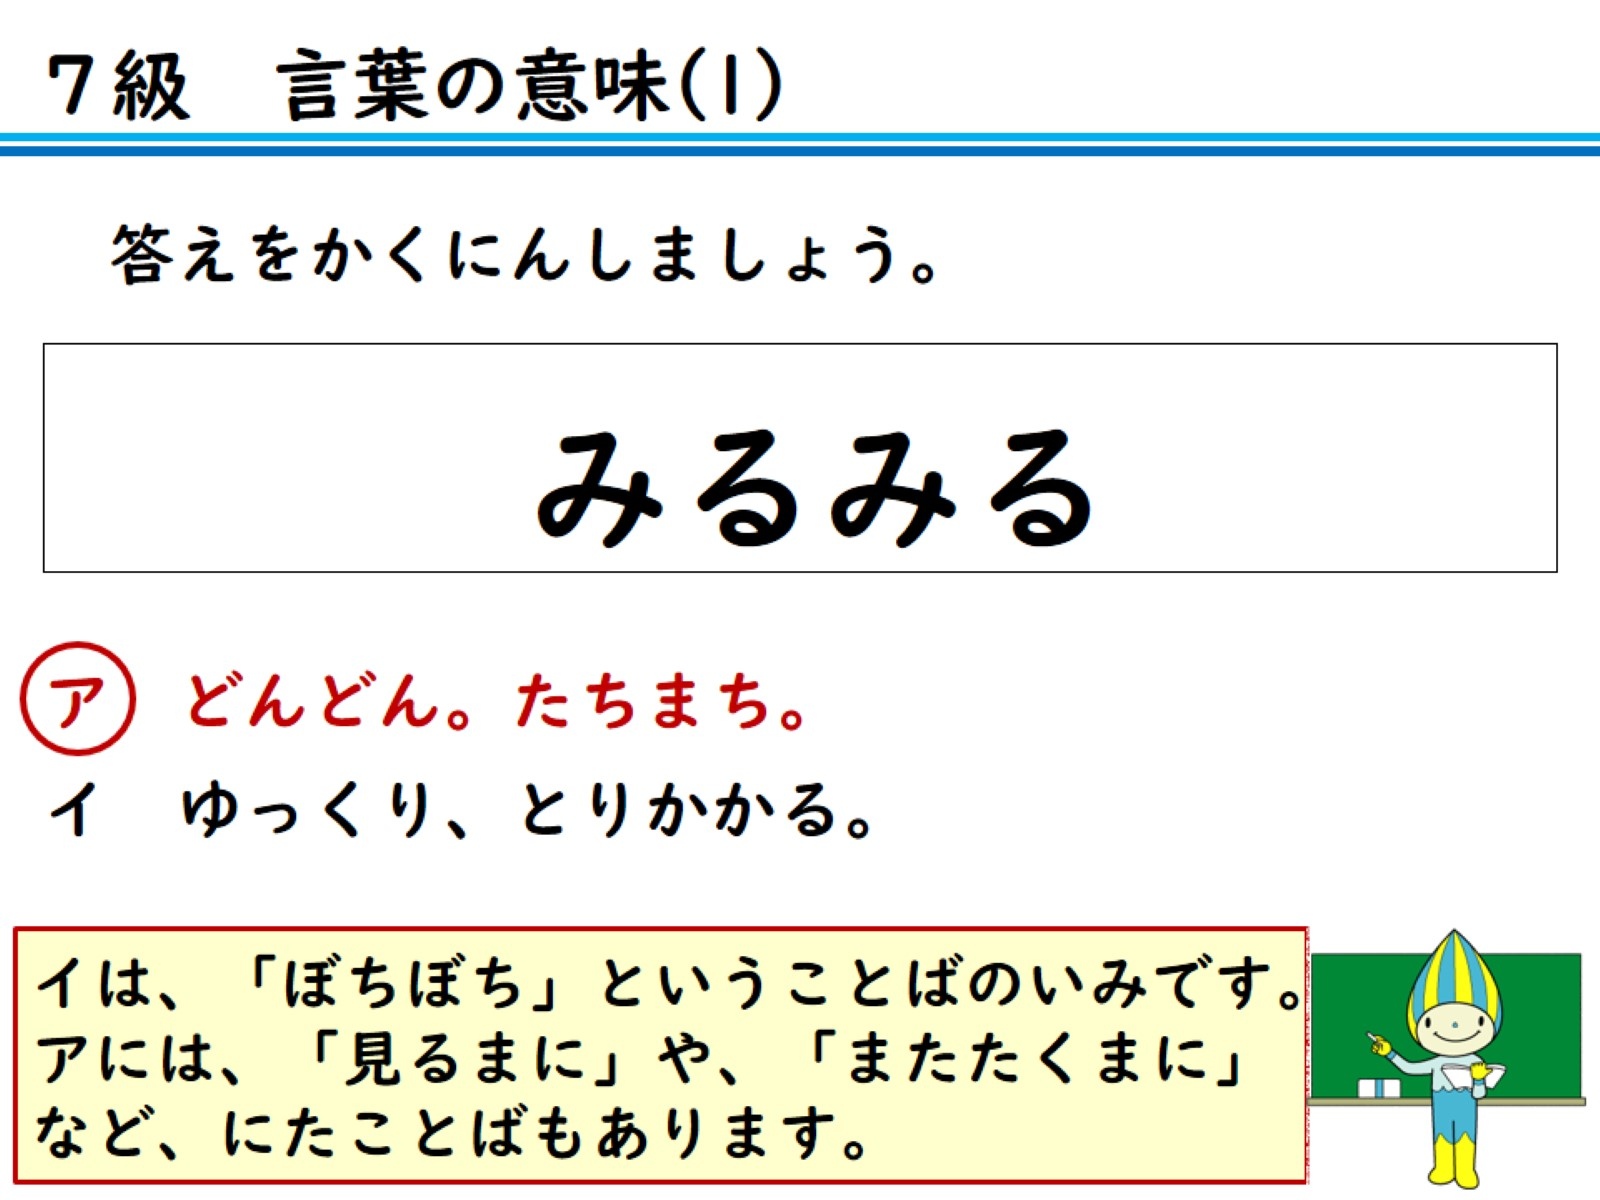 ７級　言葉の意味(1)
答えをかくにんしましょう。
みるみる
ア　どんどん。たちまち。
イ　ゆっくり、とりかかる。
イは、「ぼちぼち」ということばのいみです。
アには、「見るまに」や、「またたくまに」
など、にたことばもあります。